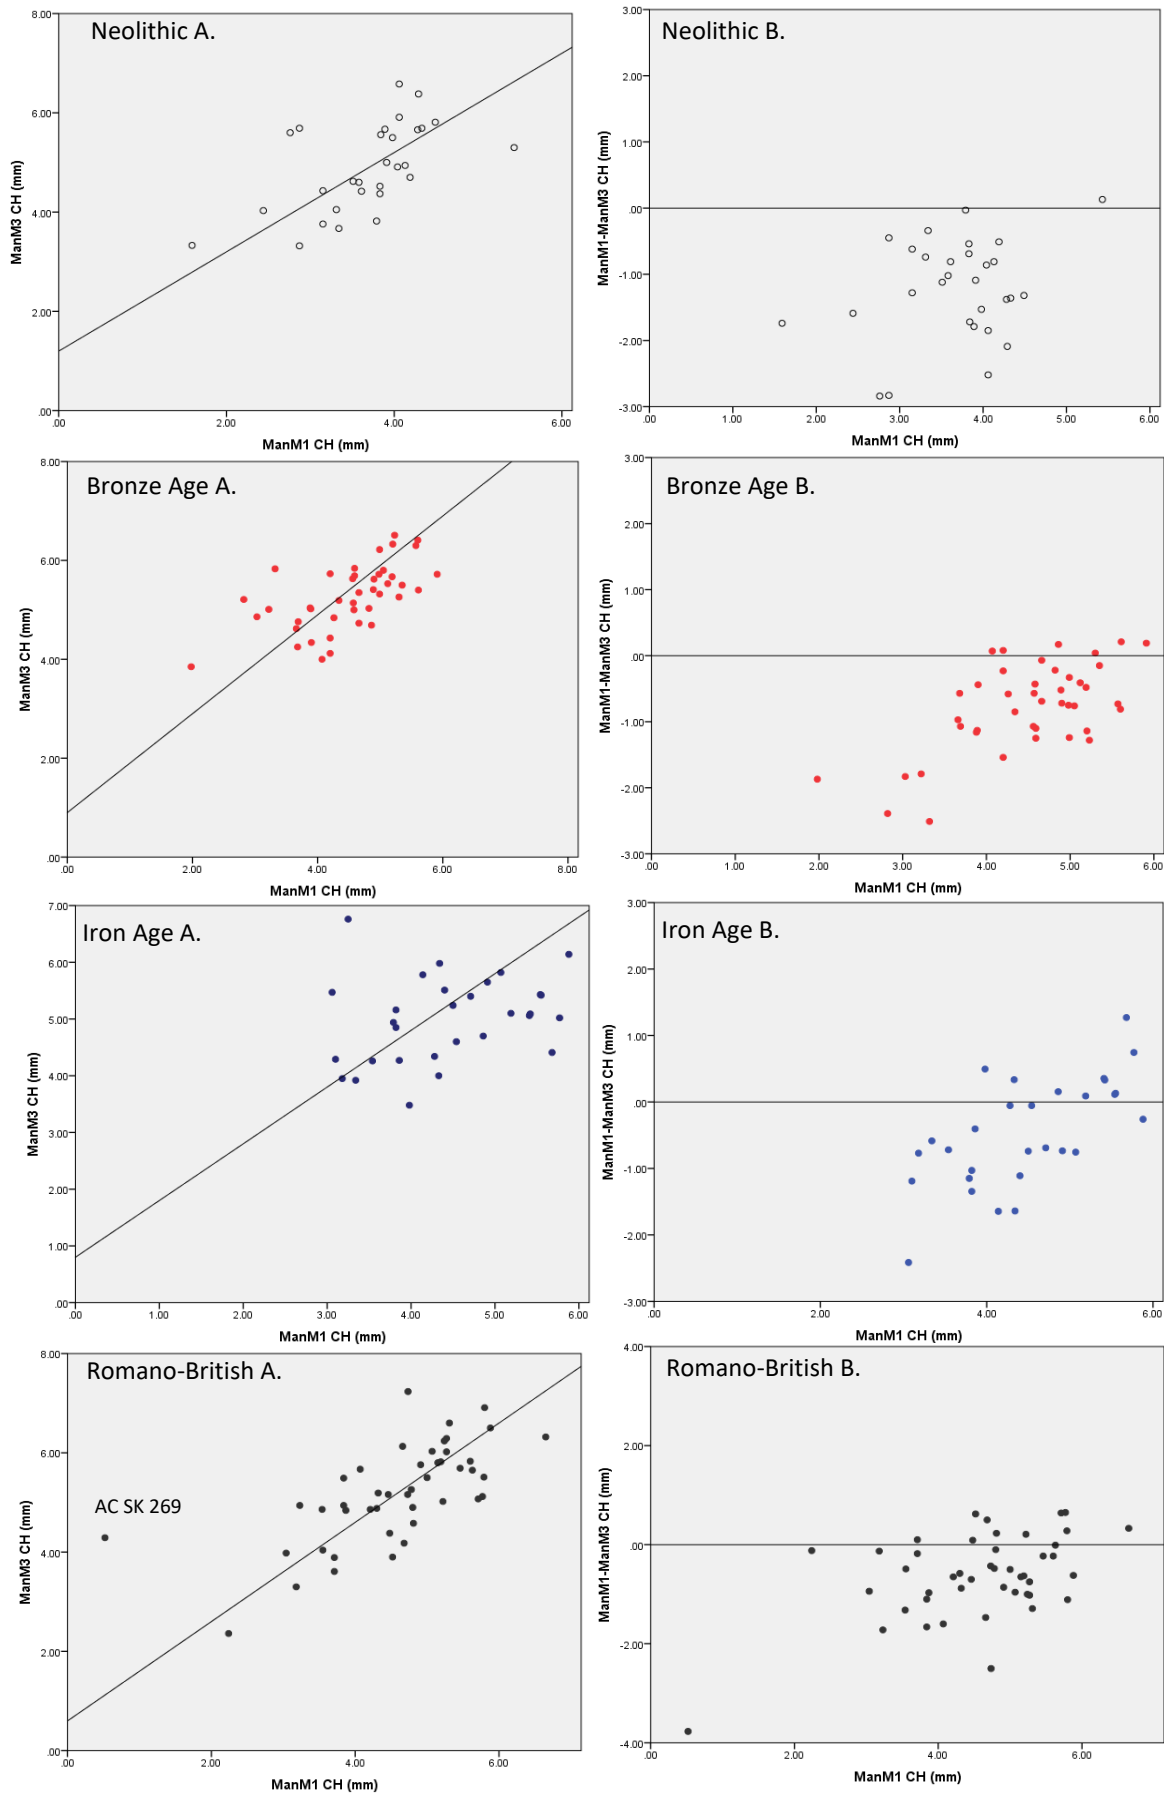 Neolithic A.
8.00
6.00
4.00
2.00
.00
.00 2.00 4.00 6.00
ManM3 CH (mm)
ManM1 CH (mm)
Neolithic B.
3.00
2.00
1.00
.00
-1.00
-2.00
-3.00
.00 1.00 2.00 3.00 4.00 5.00 6.00
ManM1-ManM3 CH (mm)
ManM1 CH (mm)
Bronze Age A.
8.00
6.00
4.00
2.00
.00
.00 2.00 4.00 6.00 8.00
ManM3 CH (mm)
ManM1 CH (mm)
Bronze Age B.
3.00
2.00
1.00
.00
-1.00
-2.00
-3.00
.00 1.00 2.00 3.00 4.00 5.00 6.00
ManM1-ManM3 CH (mm)
ManM1 CH (mm)
Iron Age A.
7.00
6.00
5.00
4.00
3.00
2.00
1.00
.00
.00 1.00 2.00 3.00 4.00 5.00 6.00
ManM3 CH (mm)
ManM1 CH (mm)
Iron Age B.
3.00
2.00
1.00
.00
-1.00
-2.00
-3.00
.00 2.00 4.00 6.00
ManM1-ManM3 CH (mm)
ManM1 CH (mm)
Romano-British A.
8.00
6.00
AC SK 269
4.00
2.00
.00
.00 2.00 4.00 6.00
ManM3 CH (mm)
ManM1 CH (mm)
Romano-British B.
4.00
2.00
.00
-2.00
-4.00
.00 2.00 4.00 6.00
ManM1-ManM3 CH (mm)
ManM1 CH (mm)